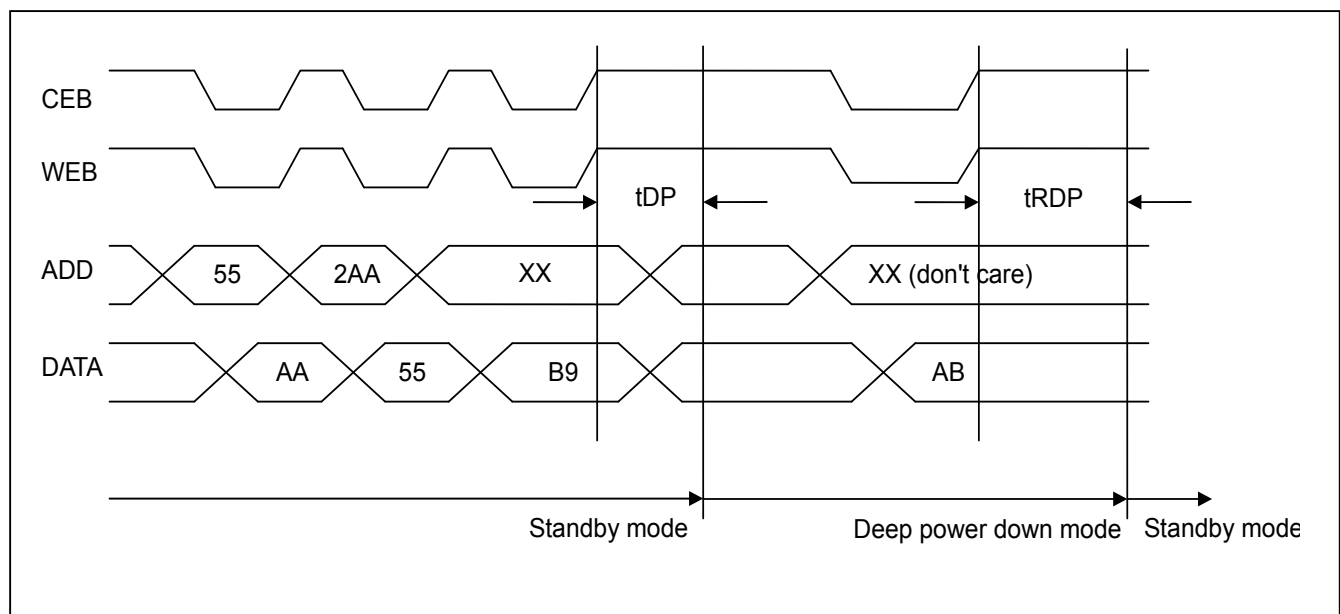 CEB
WEB
tDP
tRDP
ADD
55
2AA
XX
XX (don't care)
DATA
AA
55
B9
AB
Standby mode
Deep power down mode
Standby mode